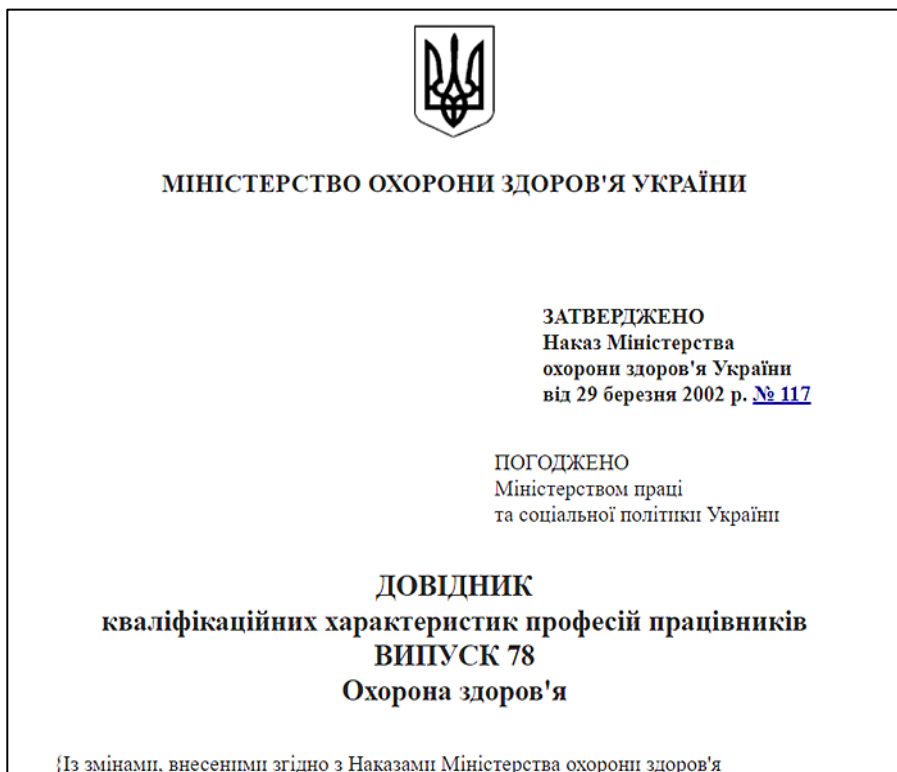 МІНІСТЕРСТВО ОХОРОНИ ЗДОРОВ'Я УКРАЇНИ
ЗАТВЕРДЖЕНО
Наказ Міністерства
охорони здоров'я України
від 29 березня 2002 р. № 117
ПОГОДЖЕНО
Міністерством праці
та соціальної політики України
ДОВІДНИК
кваліфікаційних характеристик професій працівників
ВИПУСК 78
Охорона здоров'я
{Із змінами, внесеними згідно з Наказами Міністерства охорони здоров'я